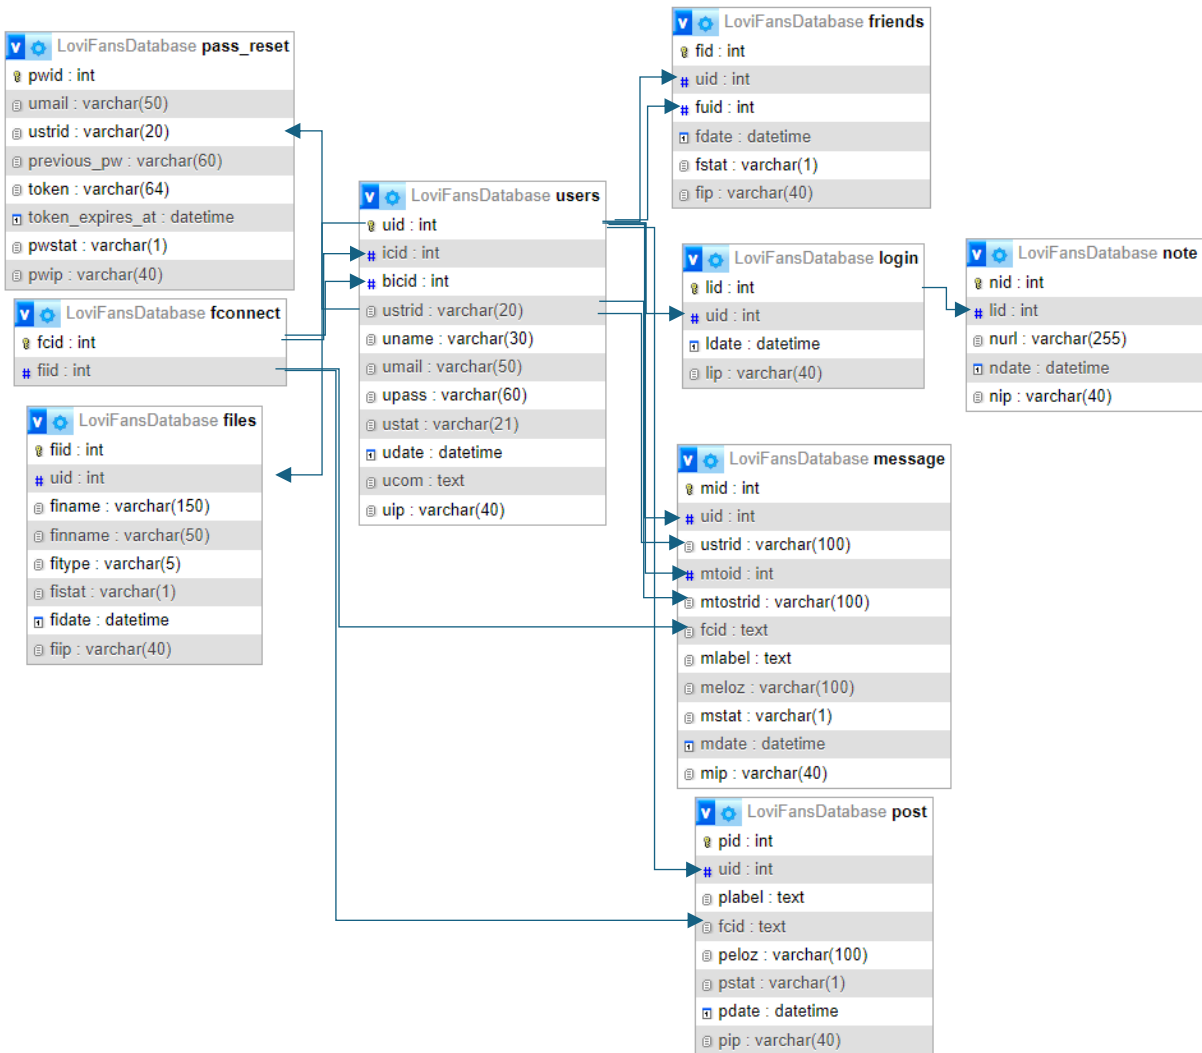 LoviFansDatabase pass_reset
pwid : int
umail : varchar(50)
ustrid : varchar(20)
previous_pw : varchar(60)
token : varchar(64)
token_expires_at : datetime
pwstat : varchar(1)
pwip : varchar(40)
LoviFansDatabase fconnect
fcid : int
fiid : int
LoviFansDatabase files
fiid : int
uid : int
finame : varchar(150)
finname : varchar(50)
fitype : varchar(5)
fistat : varchar(1)
fidate : datetime
fiip : varchar(40)
LoviFansDatabase users
uid : int
icid : int
bicid : int
ustrid : varchar(20)
uname : varchar(30)
umail : varchar(50)
upass : varchar(60)
ustat : varchar(21)
udate : datetime
ucom : text
uip : varchar(40)
LoviFansDatabase friends
fid : int
uid : int
fuid : int
fdate : datetime
fstat : varchar(1)
fip : varchar(40)
LoviFansDatabase login
lid : int
uid : int
ldate : datetime
lip : varchar(40)
LoviFansDatabase note
nid : int
lid : int
nurl : varchar(255)
ndate : datetime
nip : varchar(40)
LoviFansDatabase message
mid : int
uid : int
ustrid : varchar(100)
mtoid : int
mtostrid : varchar(100)
fcid : text
mlabel : text
meloz : varchar(100)
mstat : varchar(1)
mdate : datetime
mip : varchar(40)
LoviFansDatabase post
pid : int
uid : int
plabel : text
fcid : text
peloz : varchar(100)
pstat : varchar(1)
pdate : datetime
pip : varchar(40)